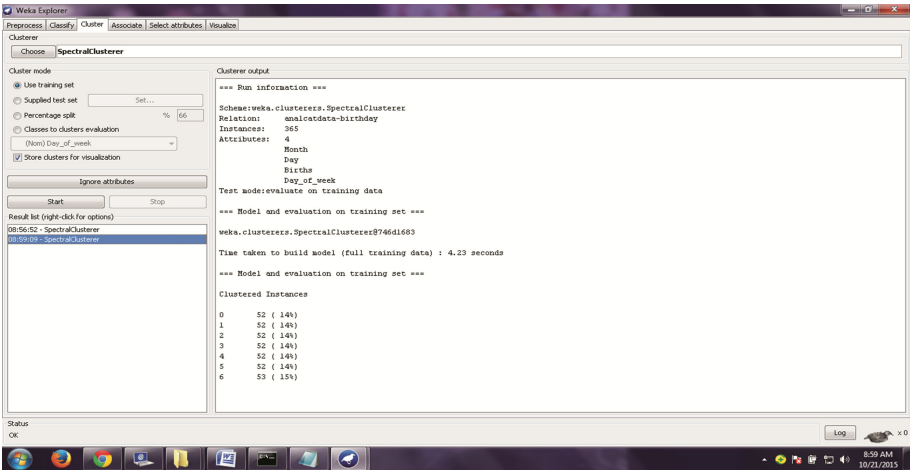 Weka Explorer
Preprocess Classify Cluster Associate Select attributes Visualize
Clusterer
Choose SpectralClusterer
Cluster mode
Use training set
Supplied test set Set...
Percentage split % 66
Classes to clusters evaluation
(Nom) Day_of_week
Store clusters for visualization
Ignore attributes
Start Stop
Result list (right-click for options)
08:56:52 - SpectralClusterer
08:59:09 - SpectralClusterer
Clusterer output
=== Run information ===
Scheme:weka.clusterers.SpectralClusterer
Relation: analcatdata-birthday
Instances: 365
Attributes: 4
Month
Day
Births
Day_of_week
Test mode:evaluate on training data
=== Model and evaluation on training set ===
weka.clusterers.SpectralClusterer@746d1683
Time taken to build model (full training data) : 4.23 seconds
=== Model and evaluation on training set ===
Clustered Instances
0 52 ( 14%)
1 52 ( 14%)
2 52 ( 14%)
3 52 ( 14%)
4 52 ( 14%)
5 52 ( 14%)
6 53 ( 15%)
Status
OK
Log x 0
8:59 AM
10/21/2015